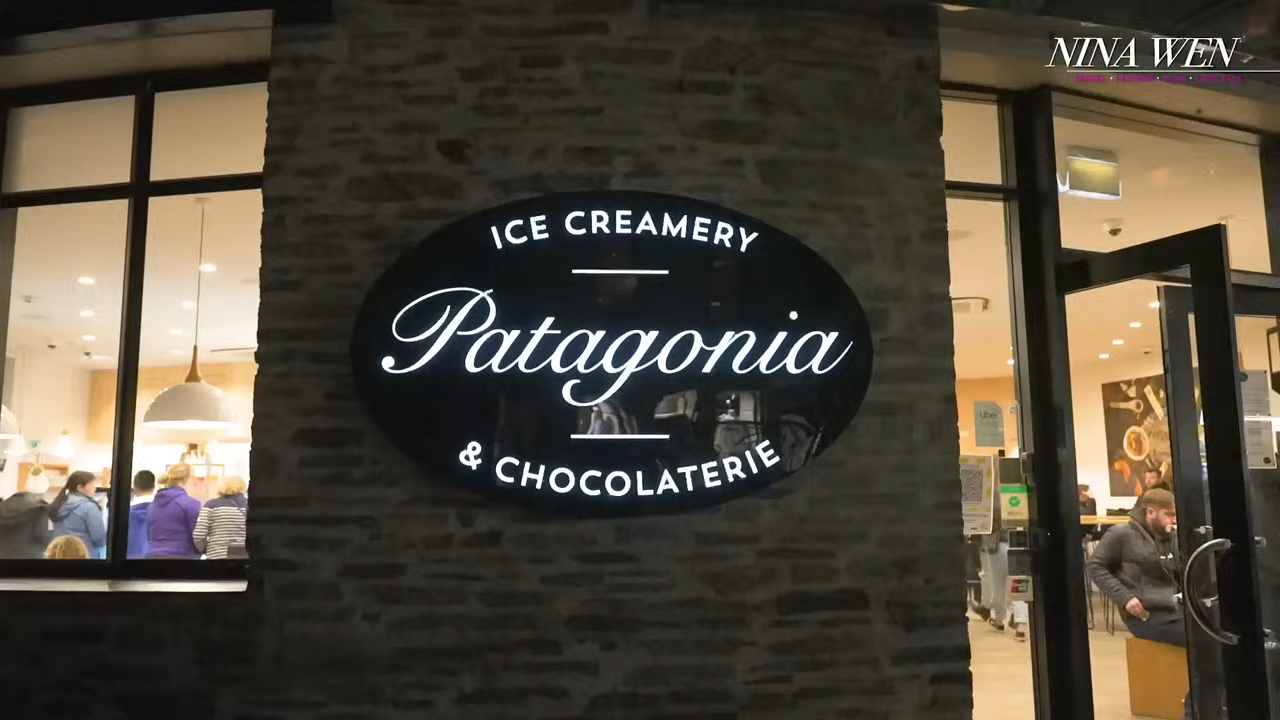 NINA WEN
ICE CREAMERY
Patagonia
& CHOCOLATERIE
Uber